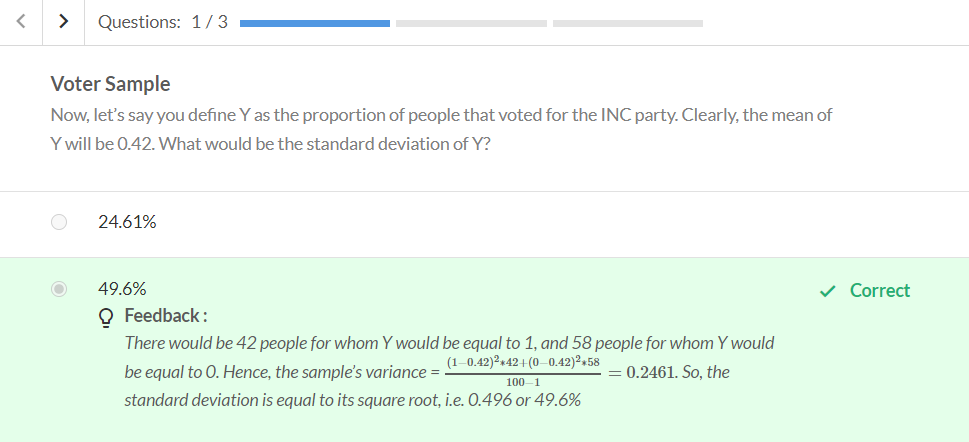 Questions: 1 / 3
Voter Sample
Now, let's say you define Y as the proportion of people that voted for the INC party. Clearly, the mean of
Y will be 0.42. What would be the standard deviation of Y?
24.61%
49.6%
Correct
Feedback :
There would be 42 people for whom Y would be equal to 1, and 58 people for whom Y would
be equal to 0. Hence, the sample's variance = \frac{(1-0.42)^2*42+(0-0.42)^2*58}{100-1} = 0.2461. So, the
standard deviation is equal to its square root, i.e. 0.496 or 49.6%